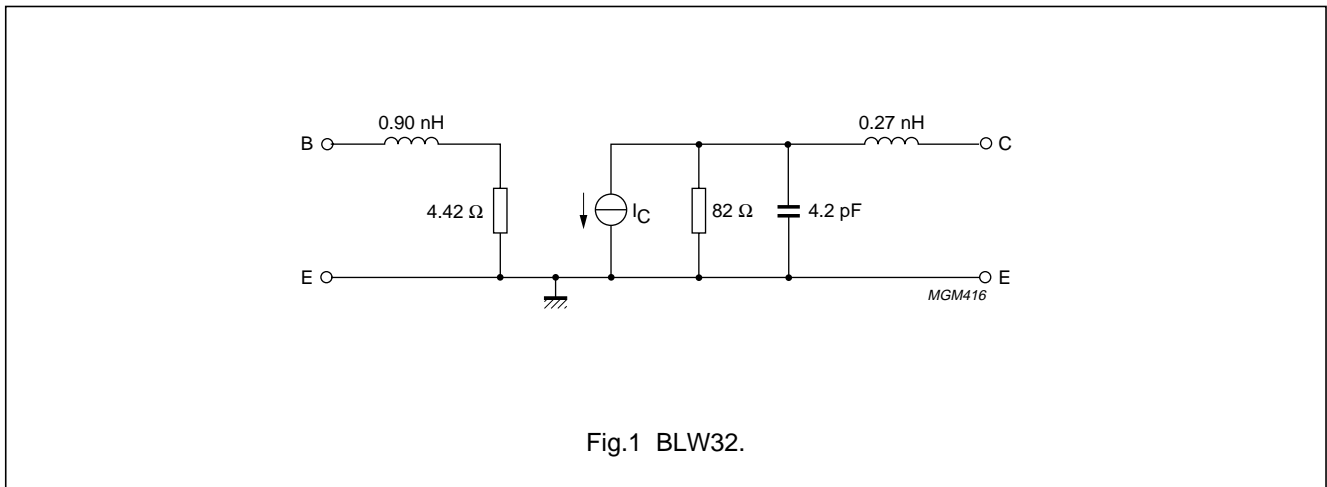 0.90 nH
0.27 nH
B
C
4.42 Ω
I_C
82 Ω
4.2 pF
E
E
MGM416
Fig.1 BLW32.